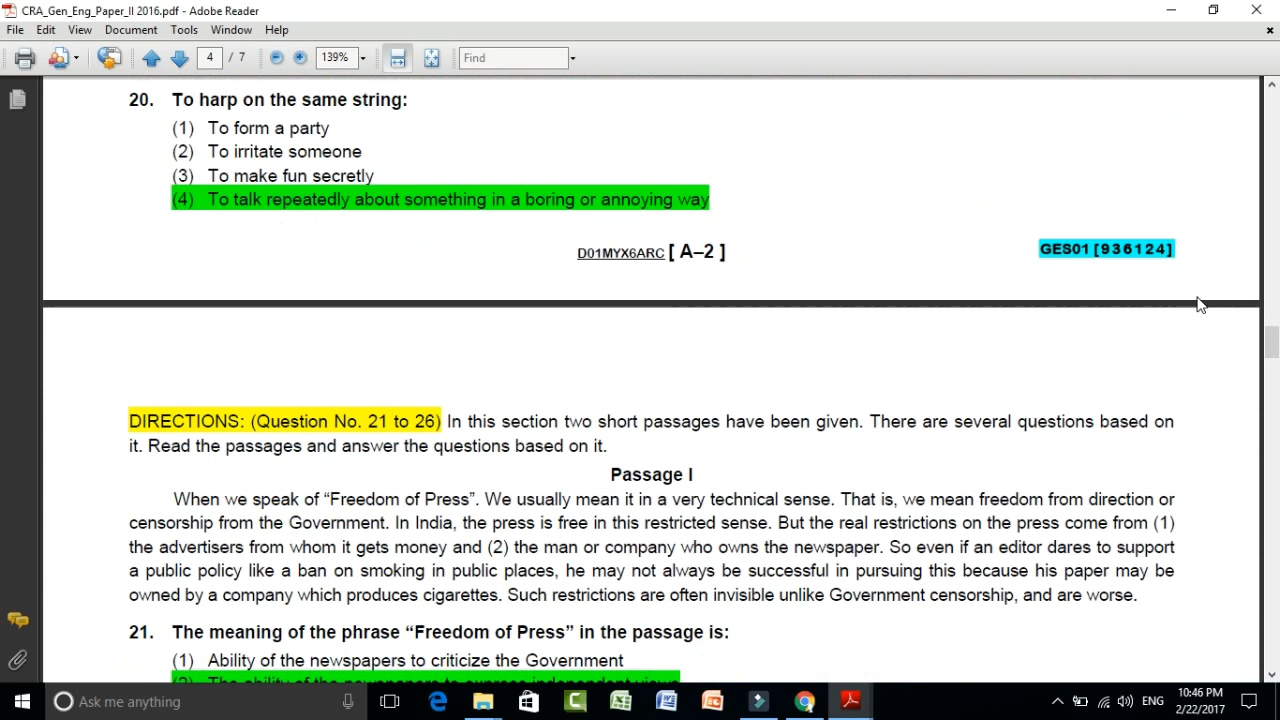 CRA_Gen_Eng_Paper_II 2016.pdf - Adobe Reader
File Edit View Document Tools Window Help
4 / 7 139% Find
20. To harp on the same string:
(1) To form a party
(2) To irritate someone
(3) To make fun secretly
(4) To talk repeatedly about something in a boring or annoying way
D01MYX6ARC [ A–2 ] GES01 [936124]
DIRECTIONS: (Question No. 21 to 26) In this section two short passages have been given. There are several questions based on
it. Read the passages and answer the questions based on it.
Passage I
When we speak of “Freedom of Press”. We usually mean it in a very technical sense. That is, we mean freedom from direction or
censorship from the Government. In India, the press is free in this restricted sense. But the real restrictions on the press come from (1)
the advertisers from whom it gets money and (2) the man or company who owns the newspaper. So even if an editor dares to support
a public policy like a ban on smoking in public places, he may not always be successful in pursuing this because his paper may be
owned by a company which produces cigarettes. Such restrictions are often invisible unlike Government censorship, and are worse.
21. The meaning of the phrase “Freedom of Press” in the passage is:
(1) Ability of the newspapers to criticize the Government
(2) The ability of the newspapers to express independent views
Ask me anything
ENG
10:46 PM
2/22/2017